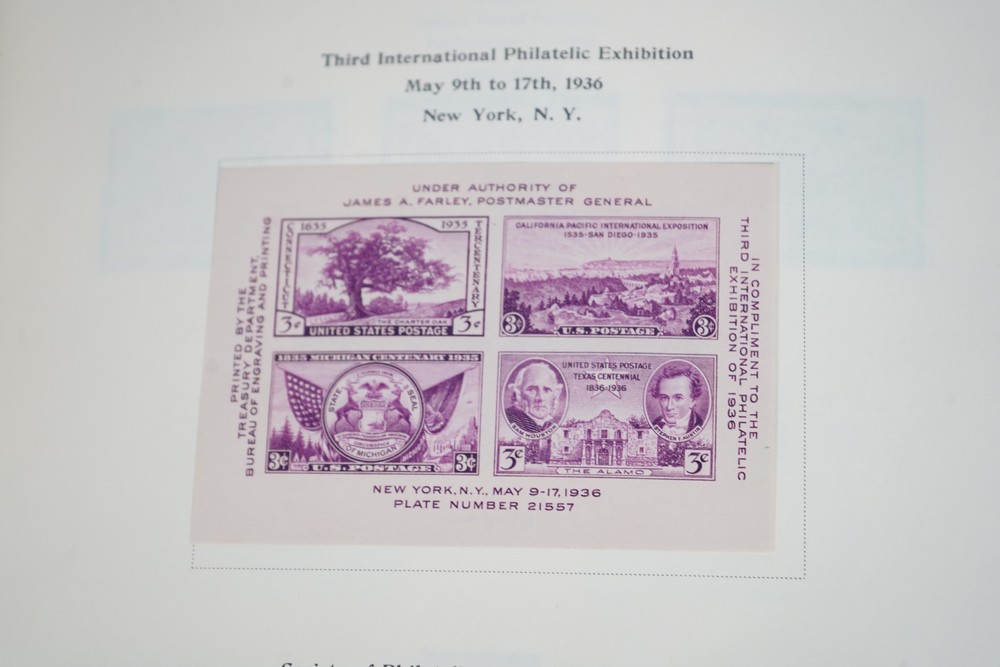 Third International Philatelic Exhibition
May 9th to 17th, 1936
New York, N. Y.
UNDER AUTHORITY OF
JAMES A. FARLEY, POSTMASTER GENERAL
PRINTED BY THE
TREASURY DEPARTMENT,
BUREAU OF ENGRAVING AND PRINTING
1635 1935
CONNECTICUT
TERCENTENARY
THE CHARTER OAK
3¢ 3¢
UNITED STATES POSTAGE
CALIFORNIA PACIFIC INTERNATIONAL EXPOSITION
1535-SAN DIEGO-1935
3¢ U.S. POSTAGE 3¢
1835 MICHIGAN CENTENARY 1935
STATE SEAL
OF MICHIGAN
3¢ U.S. POSTAGE 3¢
UNITED STATES POSTAGE
TEXAS CENTENNIAL
1836-1936
SAM HOUSTON
STEPHEN F. AUSTIN
3¢ 3¢
THE ALAMO
IN COMPLIMENT TO THE
THIRD INTERNATIONAL PHILATELIC
EXHIBITION OF 1936
NEW YORK, N.Y., MAY 9-17, 1936
PLATE NUMBER 21557